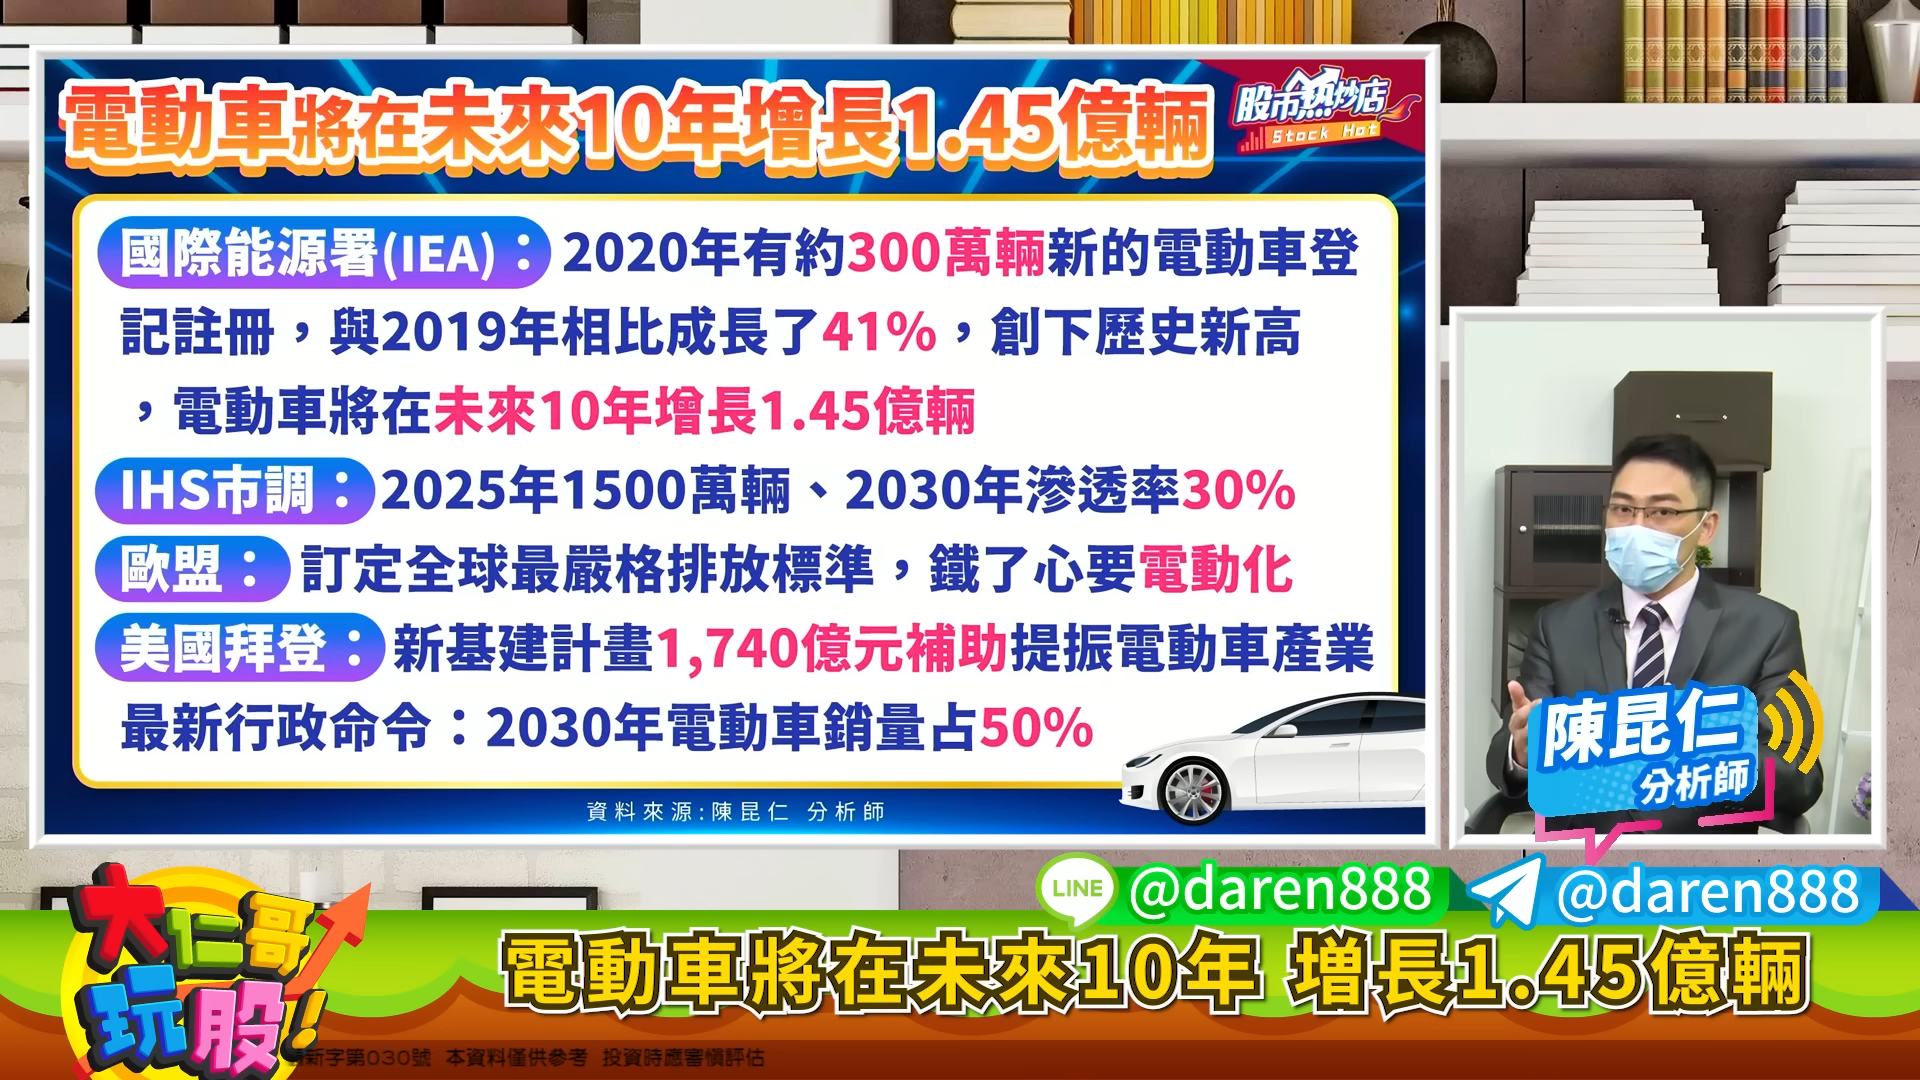 電動車將在未來10年增長1.45億輛
股市熱炒店
Stock Hot
國際能源署(IEA)：2020年有約300萬輛新的電動車登
記註冊，與2019年相比成長了41%，創下歷史新高
，電動車將在未來10年增長1.45億輛
IHS市調：2025年1500萬輛、2030年滲透率30%
歐盟：訂定全球最嚴格排放標準，鐵了心要電動化
美國拜登：新基建計畫1,740億元補助提振電動車產業
最新行政命令：2030年電動車銷量占50%
資料來源:陳昆仁 分析師
陳昆仁
分析師
LINE @daren888
@daren888
大仁哥
玩股!
電動車將在未來10年 增長1.45億輛
新字第030號 本資料僅供參考 投資時應審慎評估